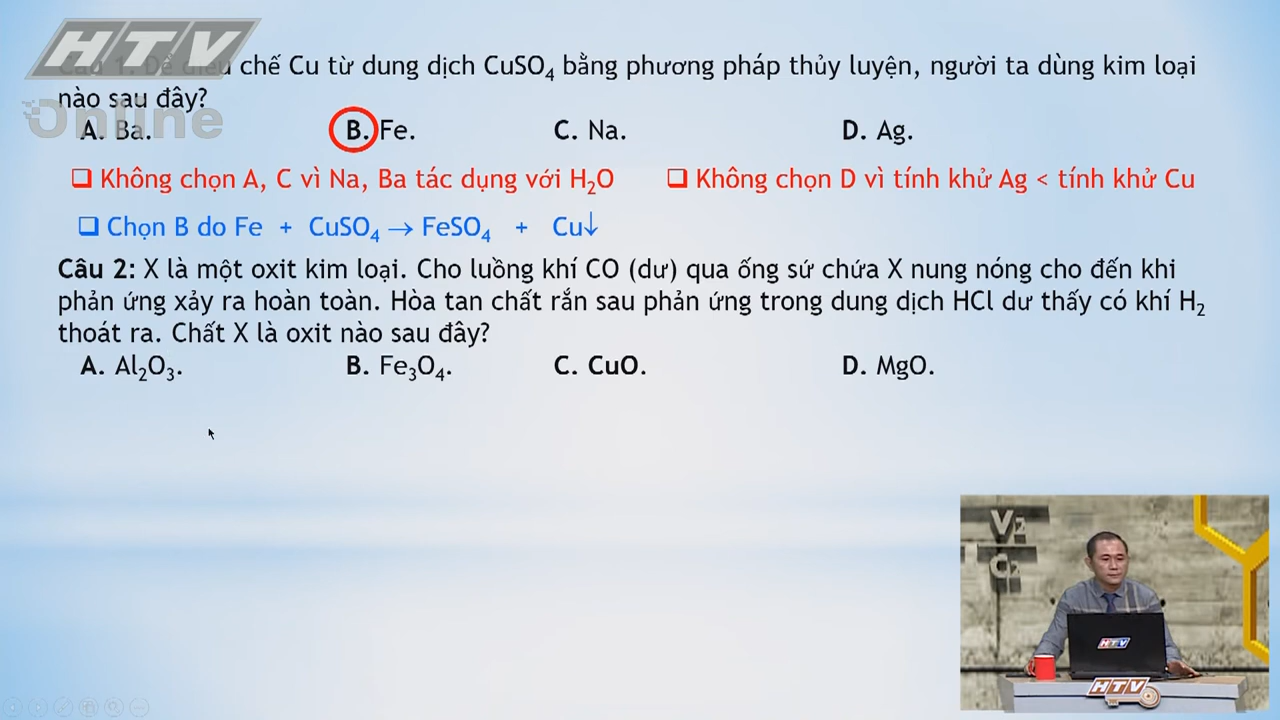 HTV
Online
Câu 1. Để điều chế Cu từ dung dịch CuSO₄ bằng phương pháp thủy luyện, người ta dùng kim loại
nào sau đây?
A. Ba. B. Fe. C. Na. D. Ag.
❑ Không chọn A, C vì Na, Ba tác dụng với H₂O ❑ Không chọn D vì tính khử Ag < tính khử Cu
❑ Chọn B do Fe + CuSO₄ → FeSO₄ + Cu↓
Câu 2: X là một oxit kim loại. Cho luồng khí CO (dư) qua ống sứ chứa X nung nóng cho đến khi
phản ứng xảy ra hoàn toàn. Hòa tan chất rắn sau phản ứng trong dung dịch HCl dư thấy có khí H₂
thoát ra. Chất X là oxit nào sau đây?
A. Al₂O₃. B. Fe₃O₄. C. CuO. D. MgO.
V2
C2
HTV
HTV